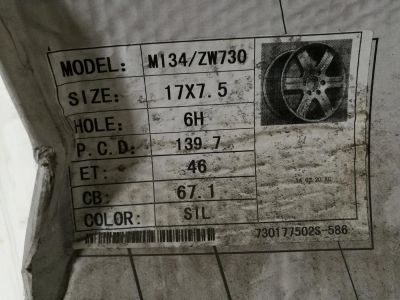 MODEL: M134/ZW730
SIZE: 17X7.5
HOLE: 6H
P.C.D: 139.7
ET: 46
CB: 67.1
COLOR: SIL
730177502S-586